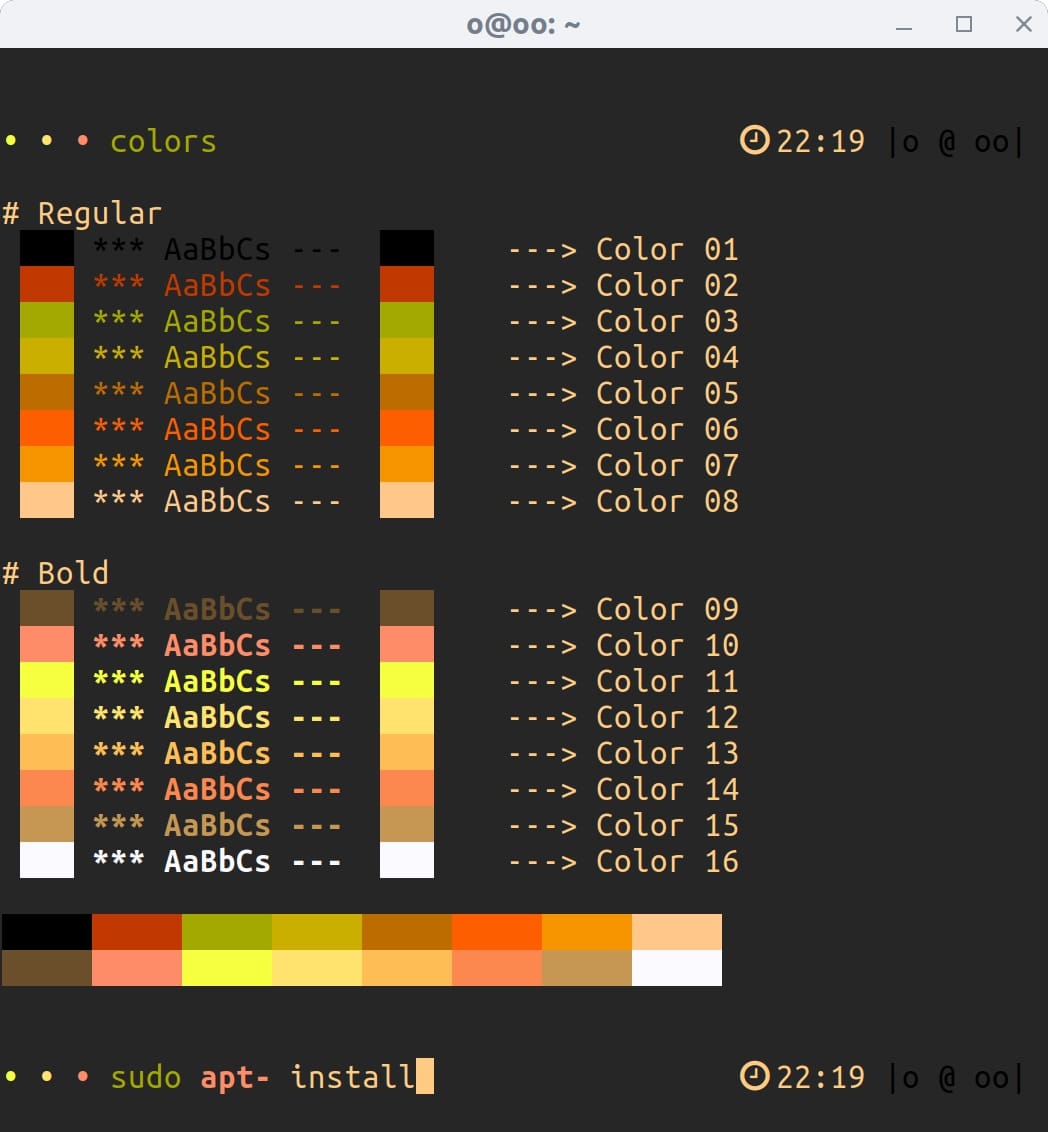 o@oo: ~
• • • colors 22:19 |o @ oo|
# Regular
*** AaBbCs --- ---> Color 01
*** AaBbCs --- ---> Color 02
*** AaBbCs --- ---> Color 03
*** AaBbCs --- ---> Color 04
*** AaBbCs --- ---> Color 05
*** AaBbCs --- ---> Color 06
*** AaBbCs --- ---> Color 07
*** AaBbCs --- ---> Color 08
# Bold
*** AaBbCs --- ---> Color 09
*** AaBbCs --- ---> Color 10
*** AaBbCs --- ---> Color 11
*** AaBbCs --- ---> Color 12
*** AaBbCs --- ---> Color 13
*** AaBbCs --- ---> Color 14
*** AaBbCs --- ---> Color 15
*** AaBbCs --- ---> Color 16
• • • sudo apt- install 22:19 |o @ oo|